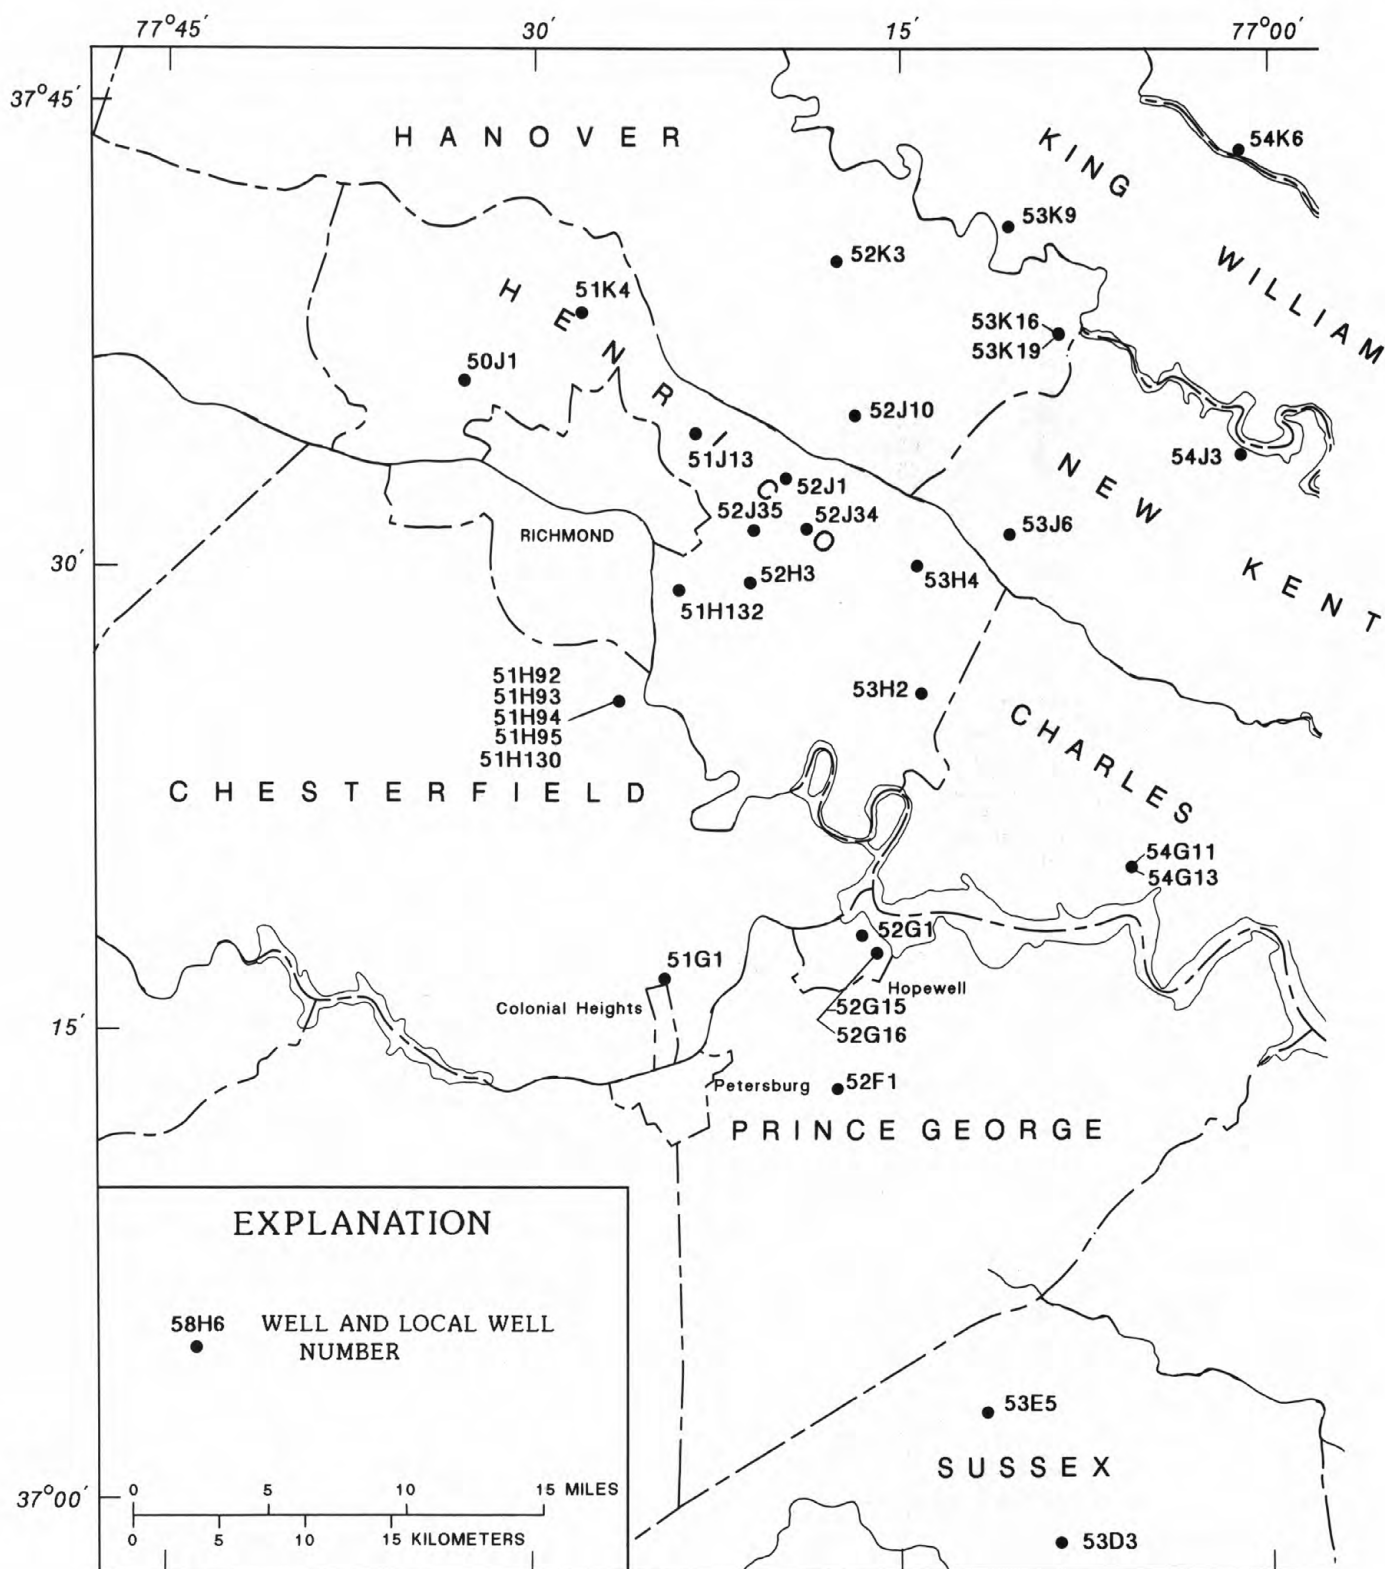 77°45′ 30′ 15′ 77°00′
37°45′
HANOVER
KING
54K6
53K9
52K3
WILLIAM
51K4
HENRICO
53K16
53K19
50J1
52J10
51J13
54J3
NEW
52J1
52J35
52J34
RICHMOND
53J6
30′
52H3
53H4
KENT
51H132
51H92
51H93
51H94
51H95
51H130
53H2
CHARLES
CHESTERFIELD
54G11
54G13
52G1
51G1
Hopewell
Colonial Heights
52G15
15′
52G16
Petersburg
52F1
PRINCE GEORGE
EXPLANATION
58H6 WELL AND LOCAL WELL
NUMBER
53E5
SUSSEX
37°00′
0 5 10 15 MILES
0 5 10 15 KILOMETERS
53D3